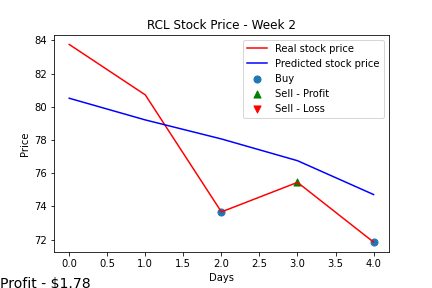 RCL Stock Price - Week 2
Real stock price
Predicted stock price
Buy
Sell - Profit
Sell - Loss
84
82
80
78
76
74
72
Price
0.0 0.5 1.0 1.5 2.0 2.5 3.0 3.5 4.0
Days
Profit - $1.78